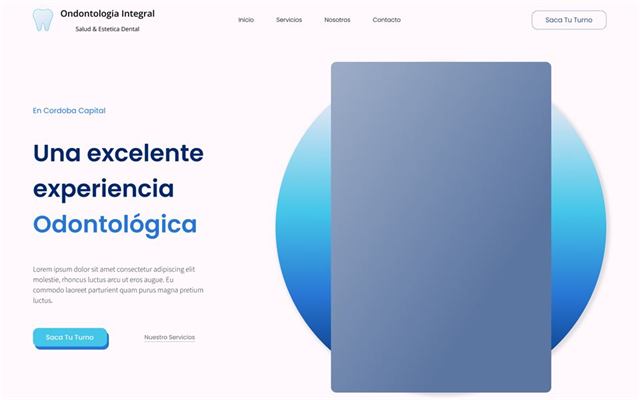 Ondontologia Integral
Salud & Estetica Dental
Inicio
Servicios
Nosotros
Contacto
Saca Tu Turno
En Cordoba Capital
Una excelente
experiencia
Odontológica
Lorem ipsum dolor sit amet consectetur adipiscing elit
molestie, rhoncus luctus arcu ut eros augue. Eu
commodo laoreet parturient quam purus magna pretium
luctus.
Saca Tu Turno
Nuestro Servicios